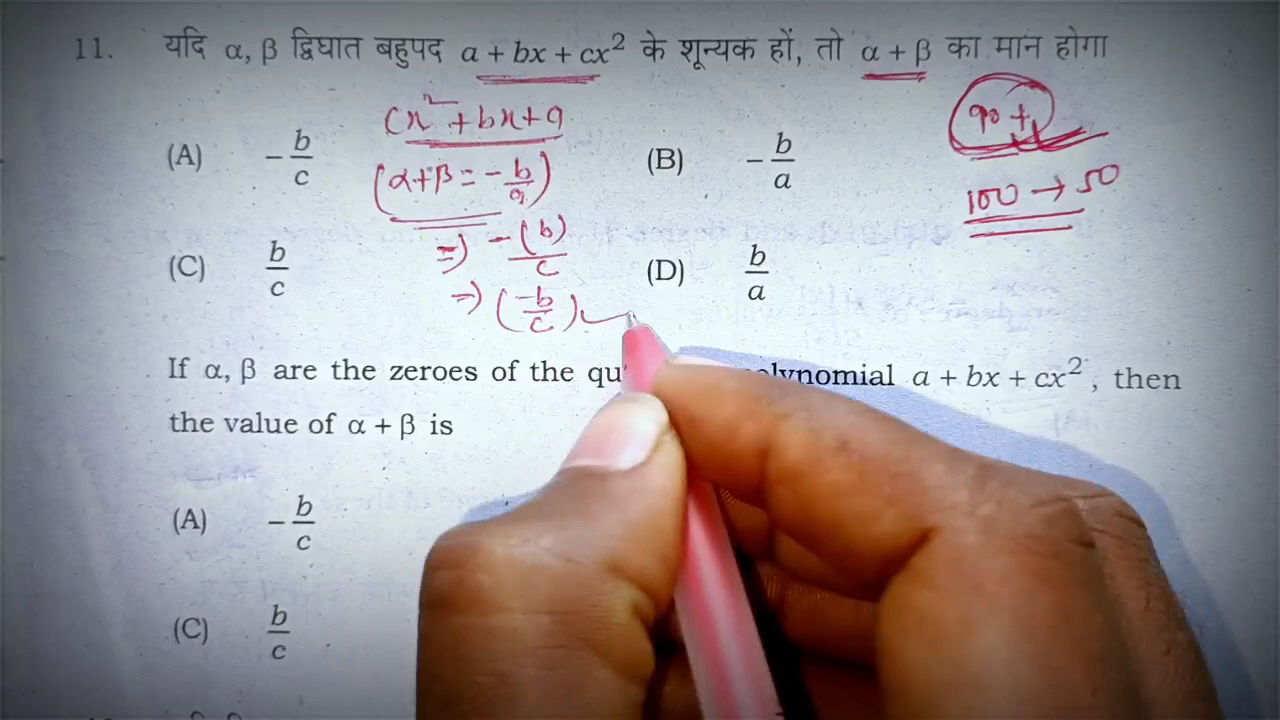 11. यदि α, β द्विघात बहुपद a + bx + cx² के शून्यक हों, तो α + β का मान होगा
cx² + bx + a
90 +
(A) - b/c
(B) - b/a
(α+β = - b/a)
100 → 50
⇒ -(b)/c
(C) b/c
(D) b/a
⇒ (-b/c)
If α, β are the zeroes of the qu lynomial a + bx + cx², then
the value of α + β is
(A) - b/c
(C) b/c